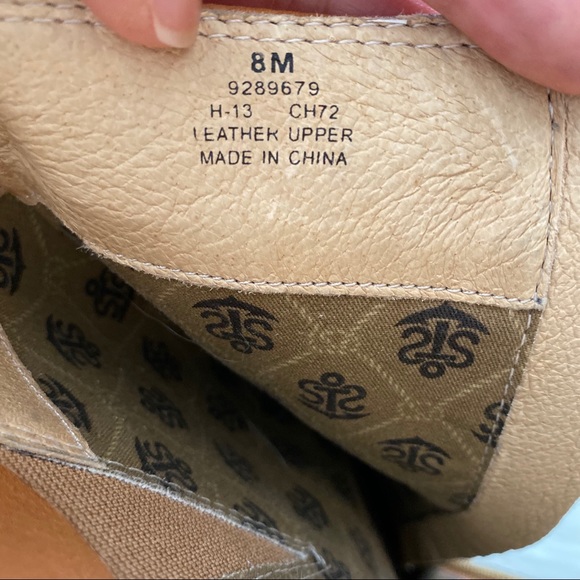 8M
9289679
H-13 CH72
LEATHER UPPER
MADE IN CHINA